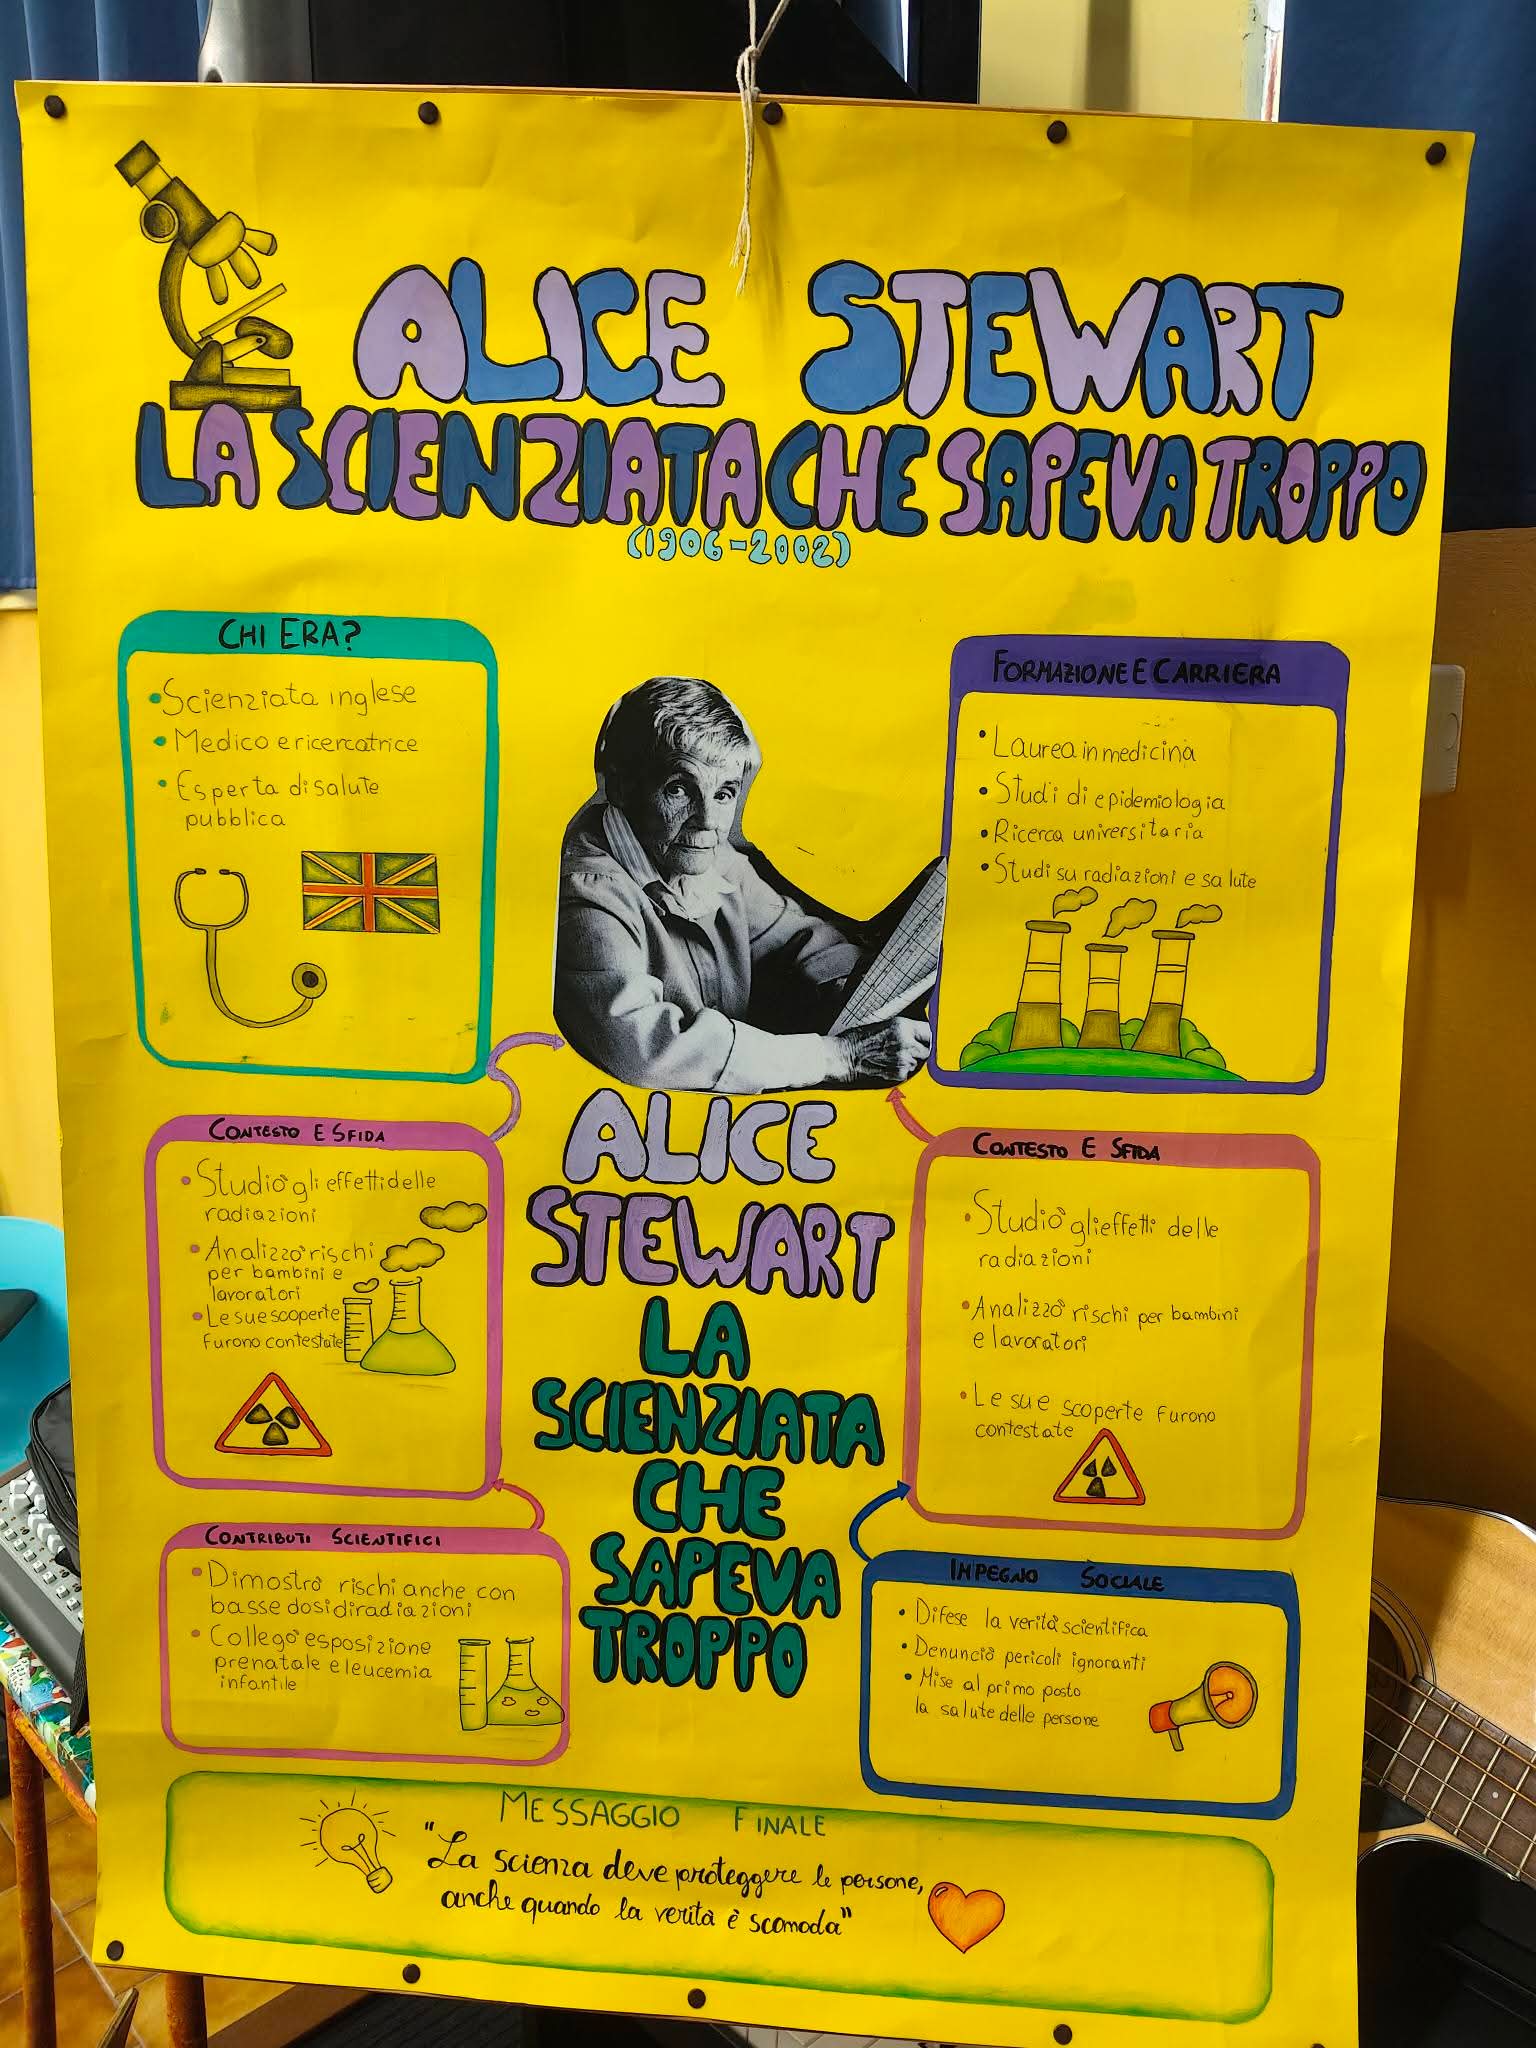 ALICE STEWART
LA SCIENZIATA CHE SAPEVA TROPPO
(1906-2002)
CHI ERA?
• Scienziata inglese
• Medico e ricercatrice
• Esperta di salute
pubblica
FORMAZIONE E CARRIERA
• Laurea in medicina
• Studi di epidemiologia
• Ricerca universitaria
• Studi su radiazioni e salute
CONTESTO E SFIDA
• Studiò gli effetti delle
radiazioni
• Analizzò rischi
per bambini e
lavoratori
• Le sue scoperte
furono contestate
CONTRIBUTI SCIENTIFICI
• Dimostrò rischi anche con
basse dosi di radiazioni
• Collegò esposizione
prenatale e leucemia
infantile
ALICE
STEWART
LA
SCIENZIATA
CHE
SAPEVA
TROPPO
CONTESTO E SFIDA
• Studiò gli effetti delle
radiazioni
• Analizzò rischi per bambini
e lavoratori
• Le sue scoperte furono
contestate
INPEGNO SOCIALE
• Difese la verità scientifica
• Denunciò pericoli ignoranti
• Mise al primo posto
la salute delle persone
MESSAGGIO FINALE
"La scienza deve proteggere le persone,
anche quando la verità è scomoda"